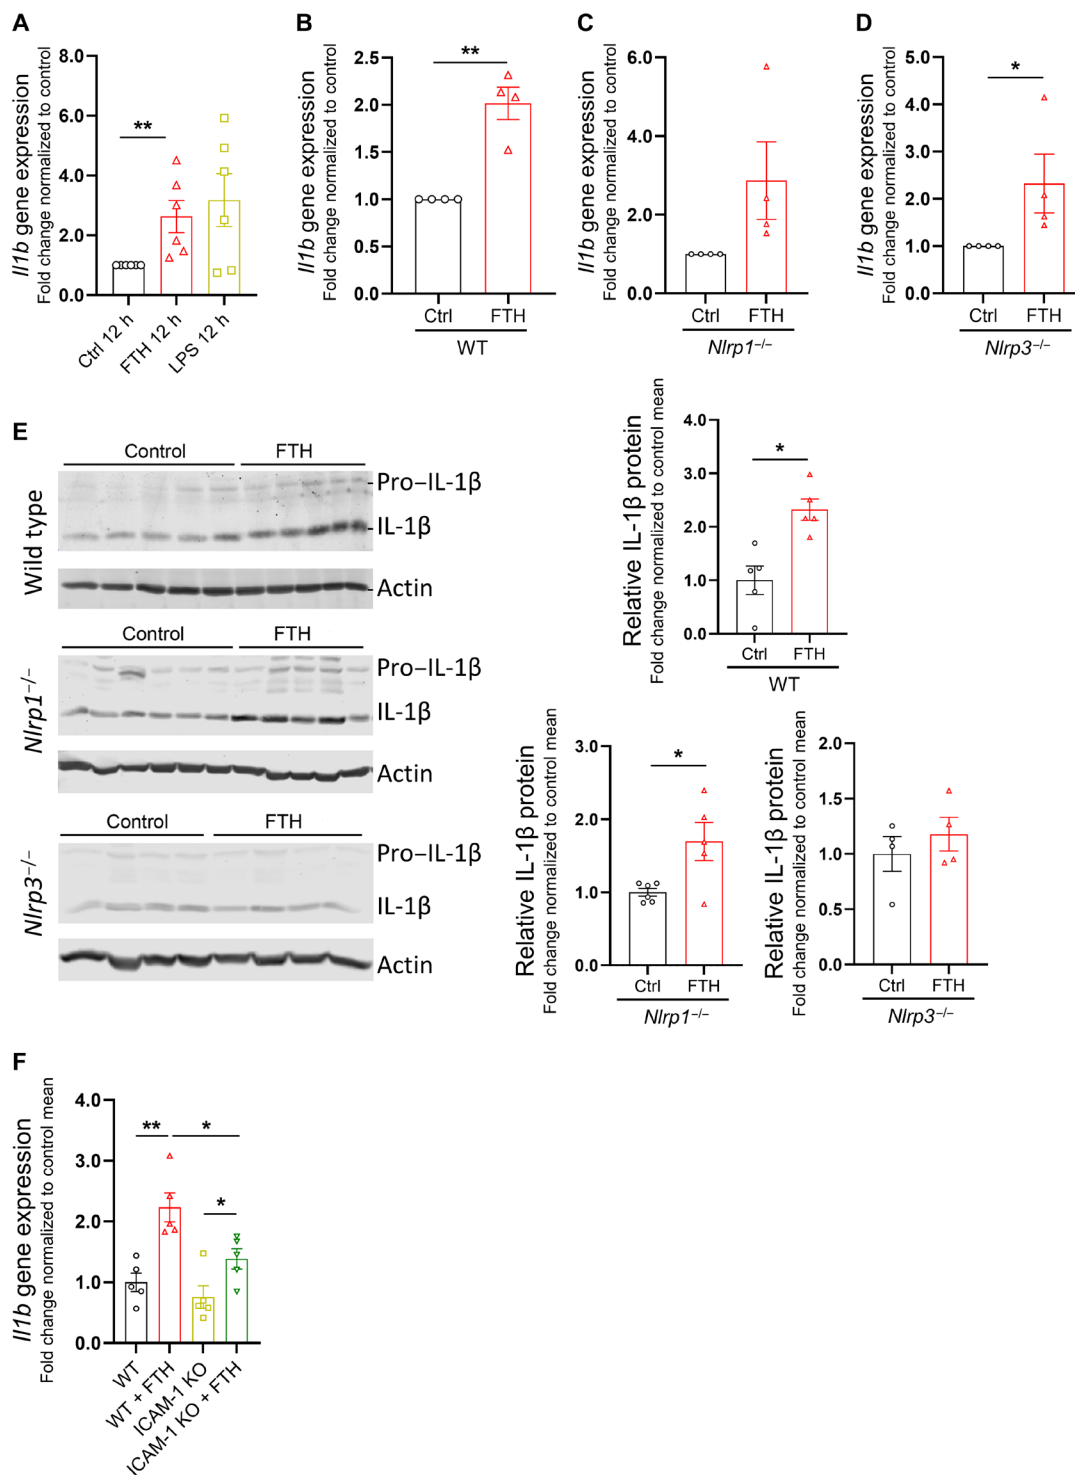 A
Il1b gene expression
Fold change normalized to control
8.0
6.0
4.0
2.0
0.0
**
Ctrl 12 h
FTH 12 h
LPS 12 h
B
Il1b gene expression
Fold change normalized to control
2.5
2.0
1.5
1.0
0.5
0.0
**
Ctrl
FTH
WT
C
Il1b gene expression
Fold change normalized to control
6.0
4.0
2.0
0.0
Ctrl
FTH
Nlrp1−/−
D
Il1b gene expression
Fold change normalized to control
5.0
4.0
3.0
2.0
1.0
0.0
*
Ctrl
FTH
Nlrp3−/−
E
Wild type
Control
FTH
Pro–IL-1β
IL-1β
Actin
Nlrp1−/−
Control
FTH
Pro–IL-1β
IL-1β
Actin
Nlrp3−/−
Control
FTH
Pro–IL-1β
IL-1β
Actin
Relative IL-1β protein
Fold change normalized to control mean
4.0
3.0
2.0
1.0
0.0
*
Ctrl
FTH
WT
Relative IL-1β protein
Fold change normalized to control mean
3.0
2.0
1.0
0.0
*
Ctrl
FTH
Nlrp1−/−
Relative IL-1β protein
Fold change normalized to control mean
2.0
1.5
1.0
0.5
0.0
Ctrl
FTH
Nlrp3−/−
F
Il1b gene expression
Fold change normalized to control mean
4.0
3.0
2.0
1.0
0.0
**
*
*
WT
WT + FTH
ICAM-1 KO
ICAM-1 KO + FTH